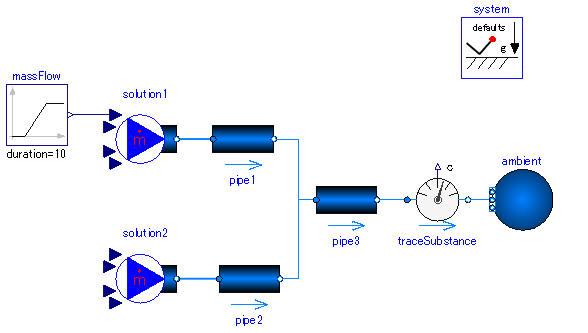 system
defaults
g
massFlow
duration=10
solution1
ṁ
pipe1
ambient
C
pipe3
traceSubstance
solution2
ṁ
pipe2